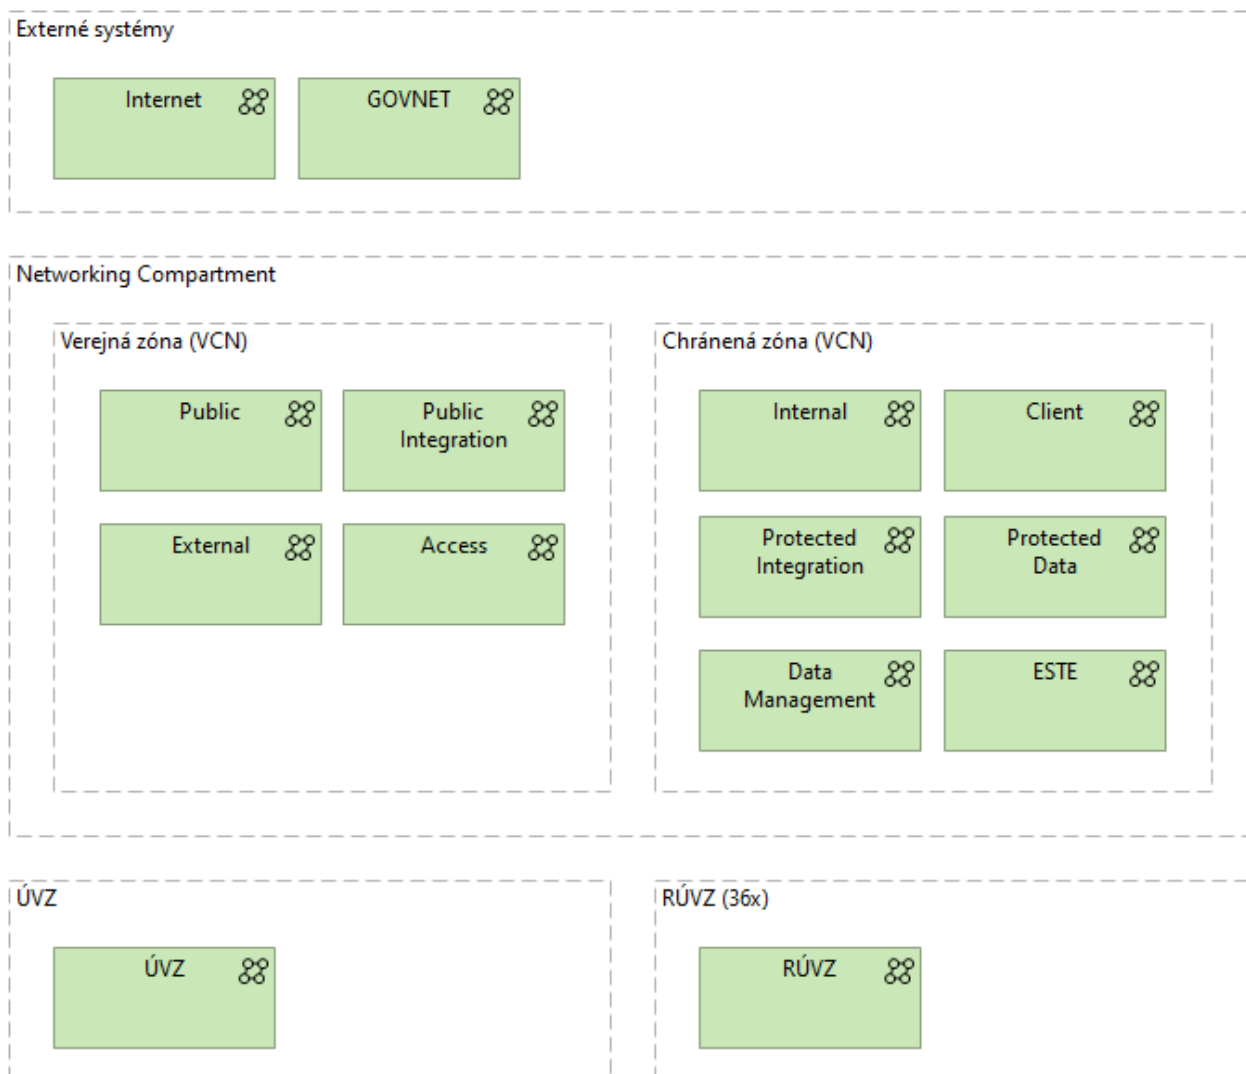 Externé systémy
Internet
GOVNET
Networking Compartment
Verejná zóna (VCN)
Public
Public
Integration
External
Access
Chránená zóna (VCN)
Internal
Client
Protected
Integration
Protected
Data
Data
Management
ESTE
ÚVZ
ÚVZ
RÚVZ (36x)
RÚVZ